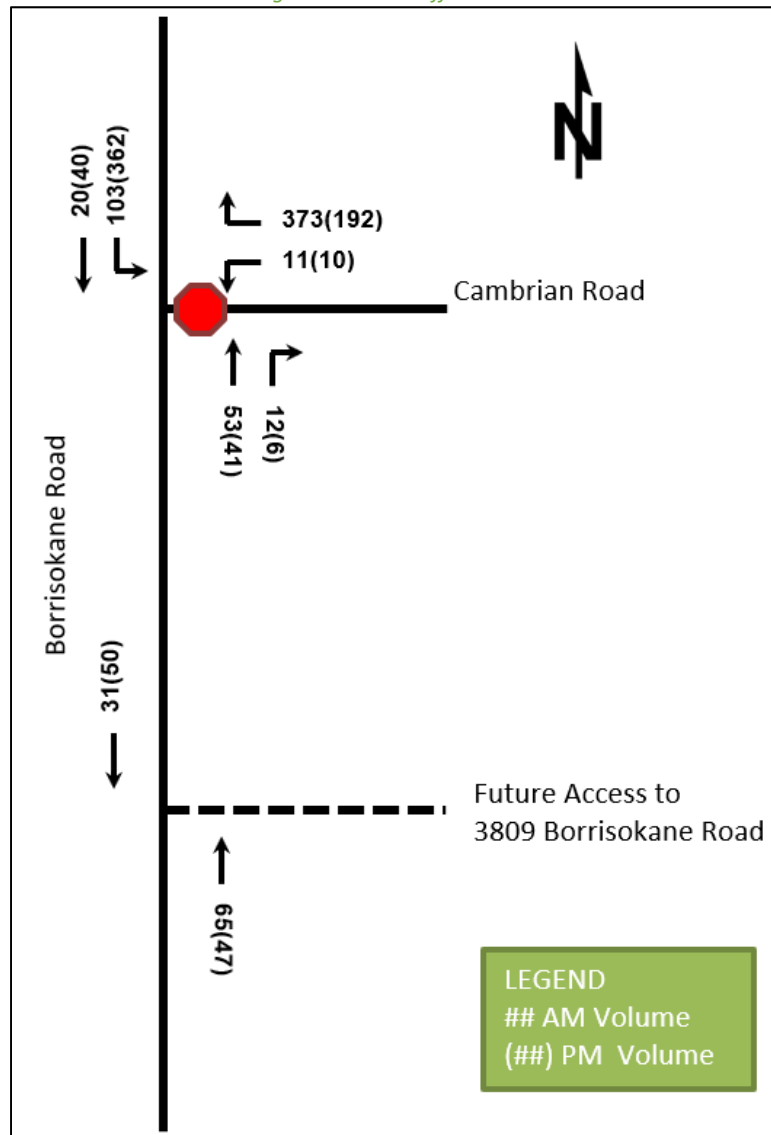 20(40)
103(362)
373(192)
11(10)
Cambrian Road
53(41)
12(6)
Borrisokane Road
31(50)
Future Access to
3809 Borrisokane Road
65(47)
LEGEND
## AM Volume
(##) PM  Volume
N